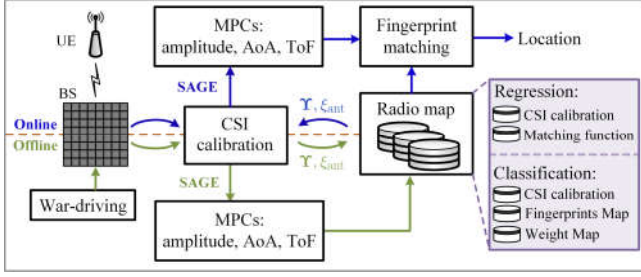 UE
BS
Online
Offline
War-driving
MPCs:
amplitude, AoA, ToF
SAGE
CSI
calibration
SAGE
MPCs:
amplitude, AoA, ToF
ϒ, ξant
ϒ, ξant
Fingerprint
matching
Location
Radio map
Regression:
CSI calibration
Matching function
Classification:
CSI calibration
Fingerprints Map
Weight Map